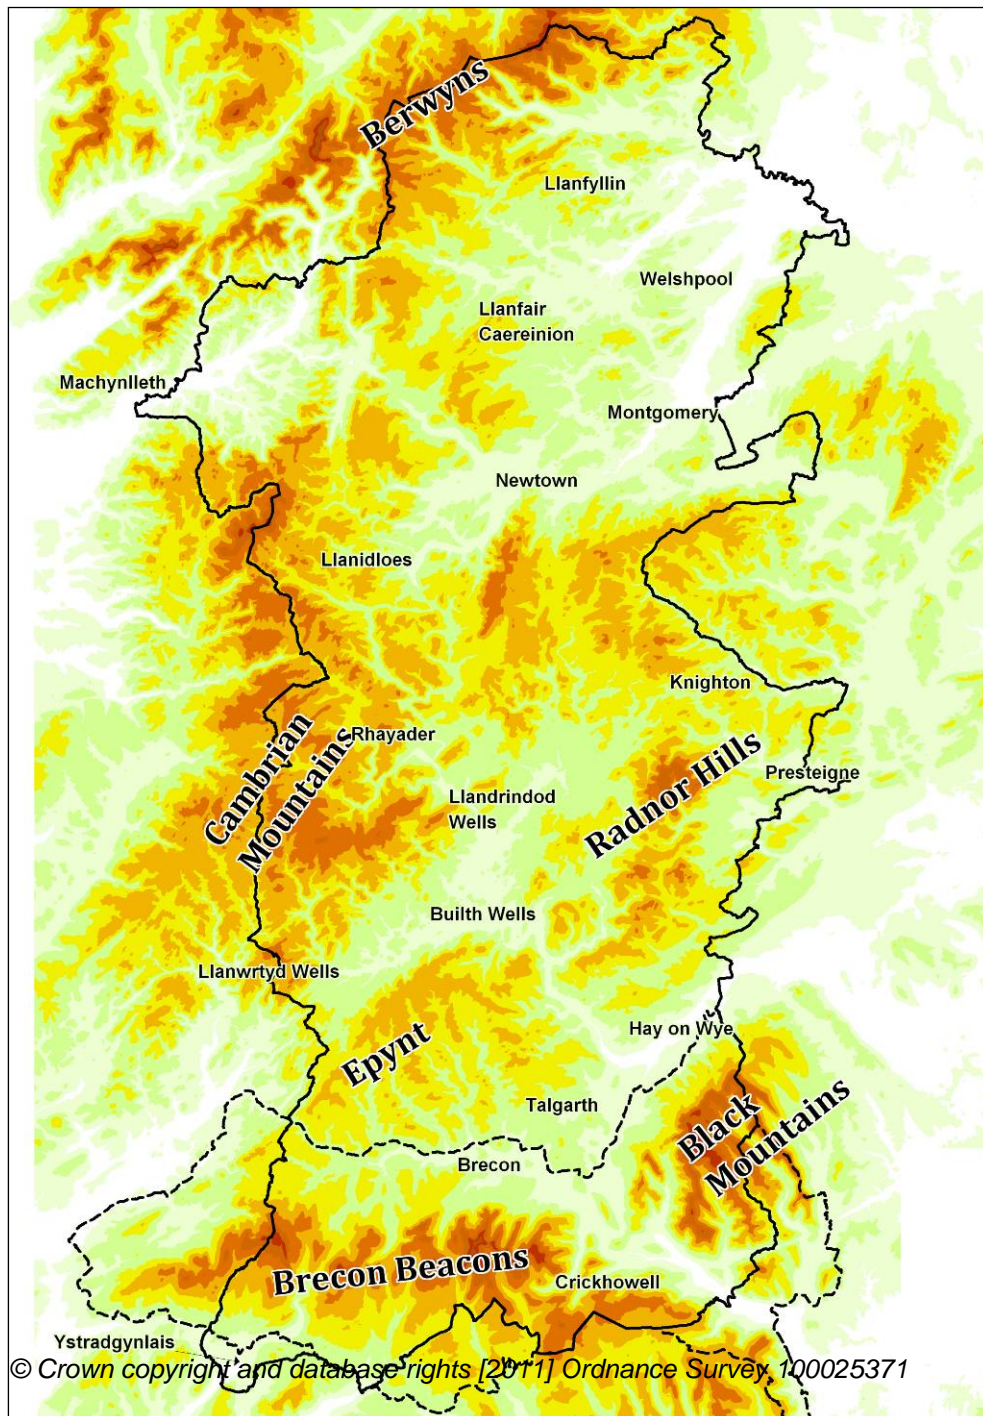 Berwyns
Llanfyllin
Welshpool
Llanfair
Caereinion
Machynlleth
Montgomery
Newtown
Llanidloes
Knighton
Rhayader
Cambrian
Mountains
Radnor Hills
Presteigne
Llandrindod
Wells
Builth Wells
Llanwrtyd Wells
Hay on Wye
Epynt
Talgarth
Black
Mountains
Brecon
Brecon Beacons
Crickhowell
Ystradgynlais
© Crown copyright and database rights [2011] Ordnance Survey 100025371